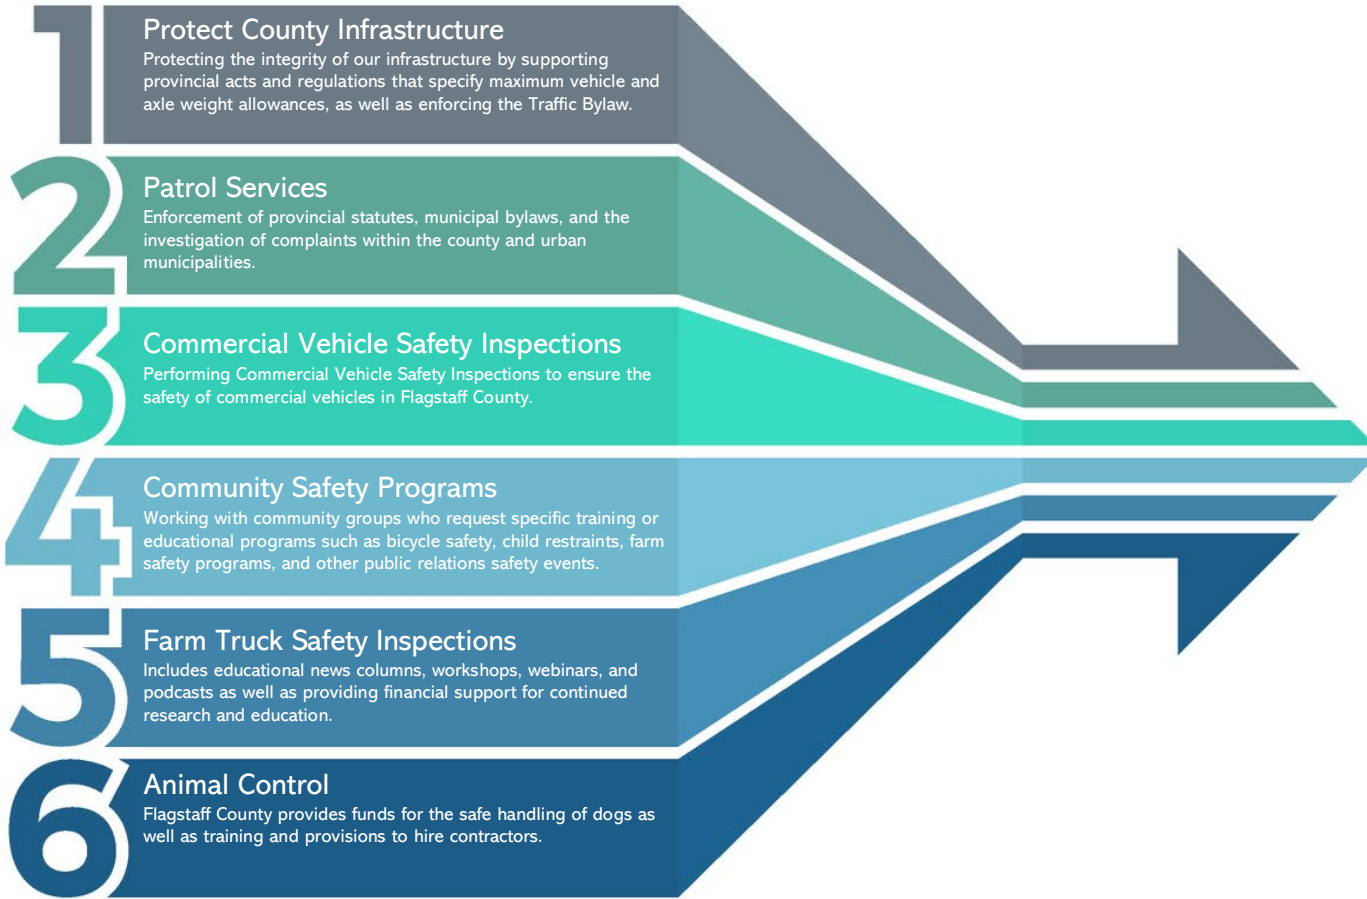 1
Protect County Infrastructure
Protecting the integrity of our infrastructure by supporting
provincial acts and regulations that specify maximum vehicle and
axle weight allowances, as well as enforcing the Traffic Bylaw.
2
Patrol Services
Enforcement of provincial statutes, municipal bylaws, and the
investigation of complaints within the county and urban
municipalities.
3
Commercial Vehicle Safety Inspections
Performing Commercial Vehicle Safety Inspections to ensure the
safety of commercial vehicles in Flagstaff County.
4
Community Safety Programs
Working with community groups who request specific training or
educational programs such as bicycle safety, child restraints, farm
safety programs, and other public relations safety events.
5
Farm Truck Safety Inspections
Includes educational news columns, workshops, webinars, and
podcasts as well as providing financial support for continued
research and education.
6
Animal Control
Flagstaff County provides funds for the safe handling of dogs as
well as training and provisions to hire contractors.